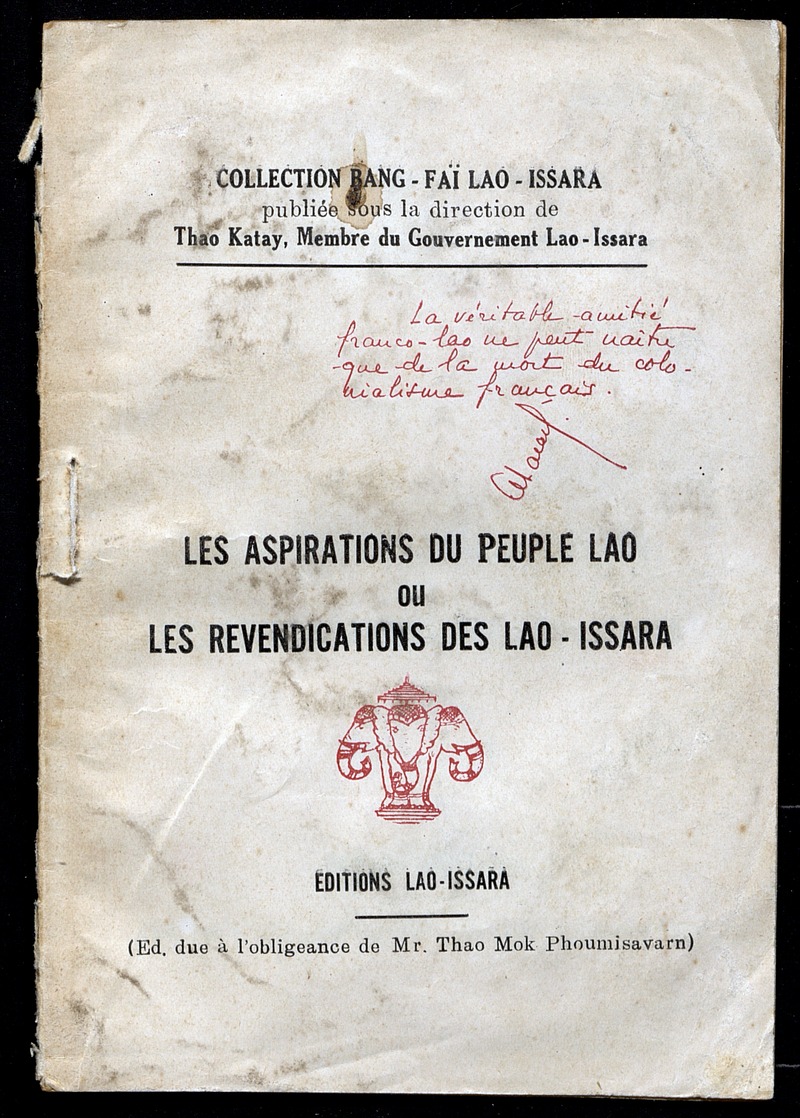 COLLECTION BANG - FAÏ LAO - ISSARA
publiée sous la direction de
Thao Katay, Membre du Gouvernement Lao - Issara
La véritable amitié
franco-lao ne peut naître
que de la mort du colo-
nialisme français.
LES ASPIRATIONS DU PEUPLE LAO
OU
LES REVENDICATIONS DES LAO - ISSARA
EDITIONS LAO-ISSARA
(Ed. due à l'obligeance de Mr. Thao Mok Phoumisavarn)